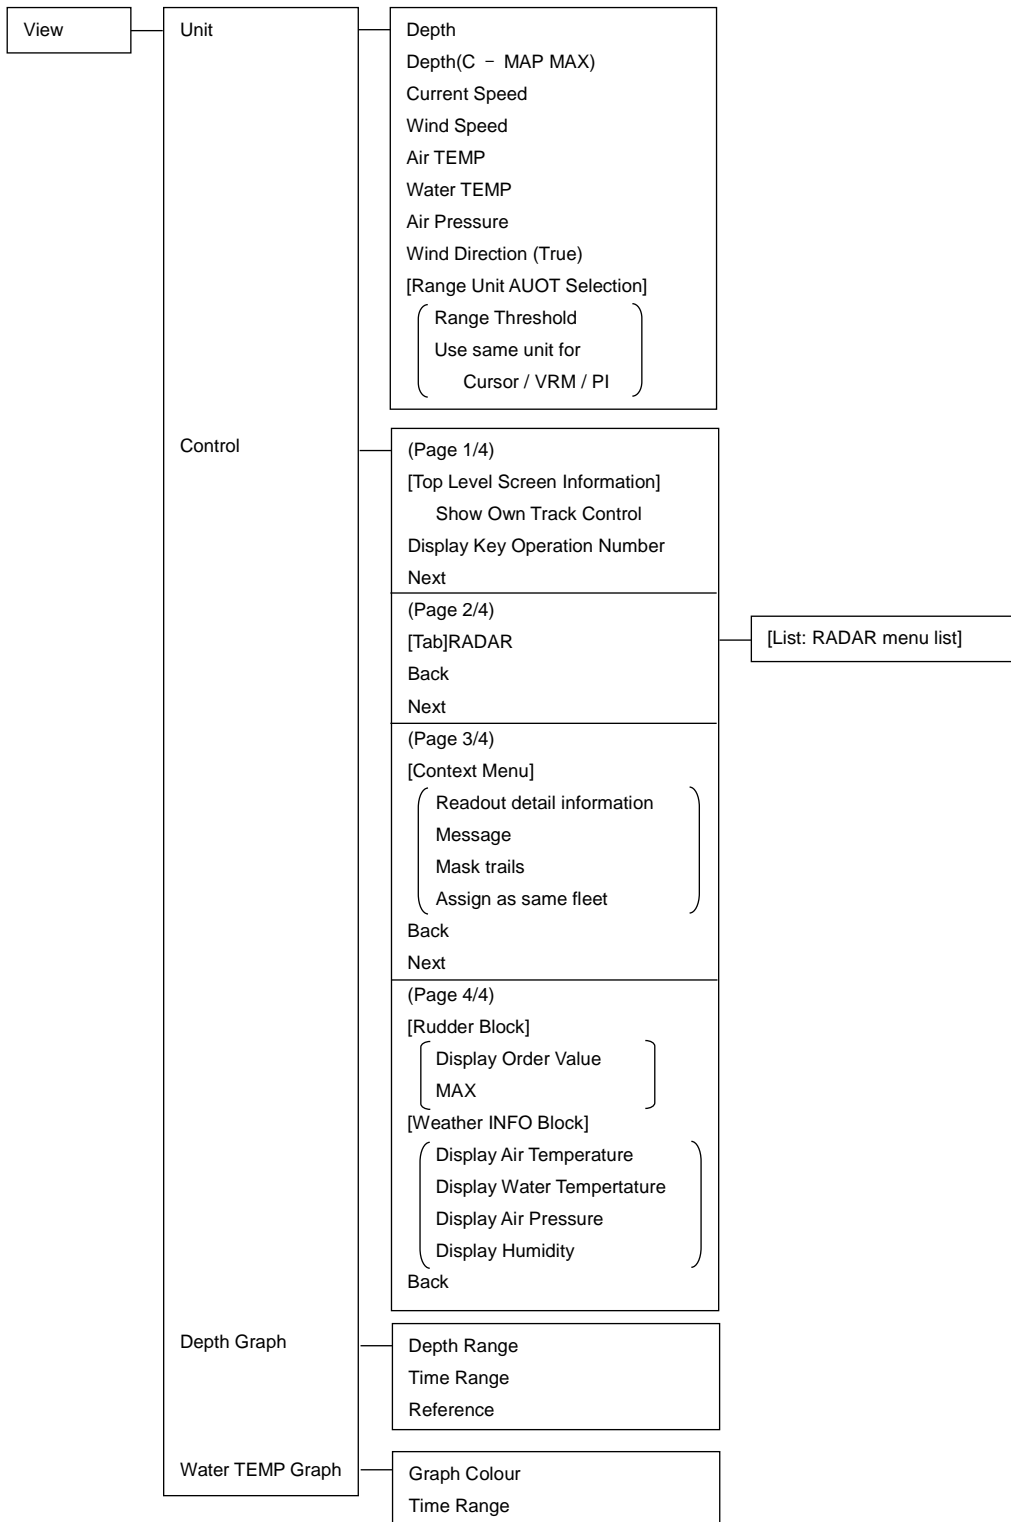 View
Unit
Depth
Depth(C － MAP MAX)
Current Speed
Wind Speed
Air TEMP
Water TEMP
Air Pressure
Wind Direction (True)
[Range Unit AUOT Selection]
Range Threshold
Use same unit for
Cursor / VRM / PI
Control
(Page 1/4)
[Top Level Screen Information]
Show Own Track Control
Display Key Operation Number
Next
(Page 2/4)
[Tab]RADAR
Back
Next
[List: RADAR menu list]
(Page 3/4)
[Context Menu]
Readout detail information
Message
Mask trails
Assign as same fleet
Back
Next
(Page 4/4)
[Rudder Block]
Display Order Value
MAX
[Weather INFO Block]
Display Air Temperature
Display Water Tempertature
Display Air Pressure
Display Humidity
Back
Depth Graph
Depth Range
Time Range
Reference
Water TEMP Graph
Graph Colour
Time Range